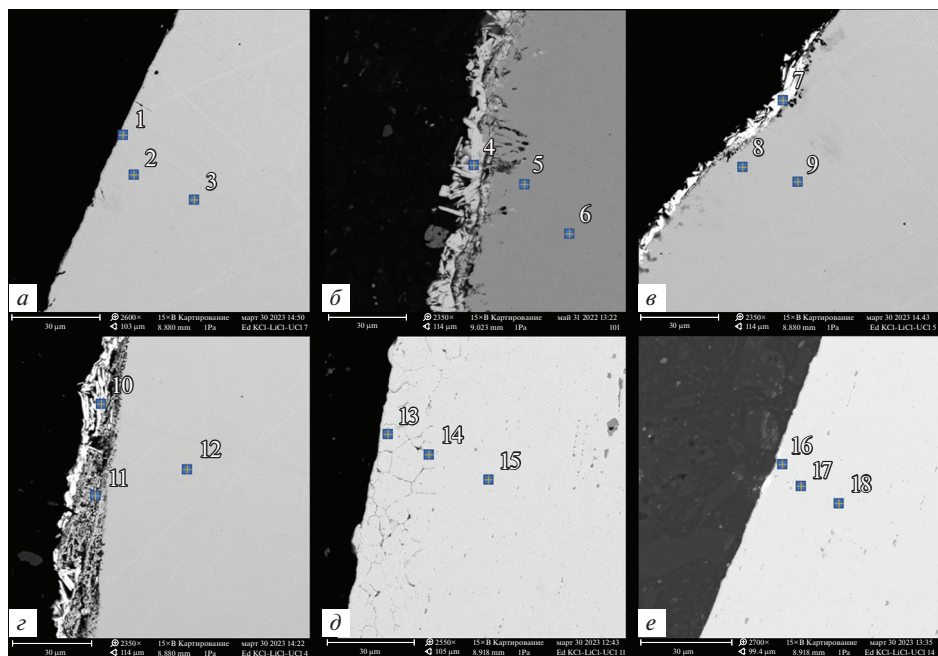 1
2
3
а
30 µm
2600×
103 µm
15×В Картирование
8.880 mm
1Pa
март 30 2023 14:50
Ed KCl-LiCl-UCl 7
4
5
6
б
30 µm
2350×
114 µm
15×В Картирование
9.023 mm
1Pa
май 31 2022 13:22
101
7
8
9
в
30 µm
2350×
114 µm
15×В Картирование
8.880 mm
1Pa
март 30 2023 14.43
Ed KCl-LiCl-UCl 5
10
11
12
г
30 µm
2350×
114 µm
15×В Картирование
8.880 mm
1Pa
март 30 2023 14:22
Ed KCl-LiCl-UCl 4
13
14
15
д
30 µm
2550×
105 µm
15×В Картирование
8.918 mm
1Pa
март 30 2023 12:43
Ed KCl-LiCl-UCl 11
16
17
18
е
30 µm
2700×
99.4 µm
15×В Картирование
8.918 mm
1Pa
март 30 2023 13:35
Ed KCl-LiCl-UCl 14